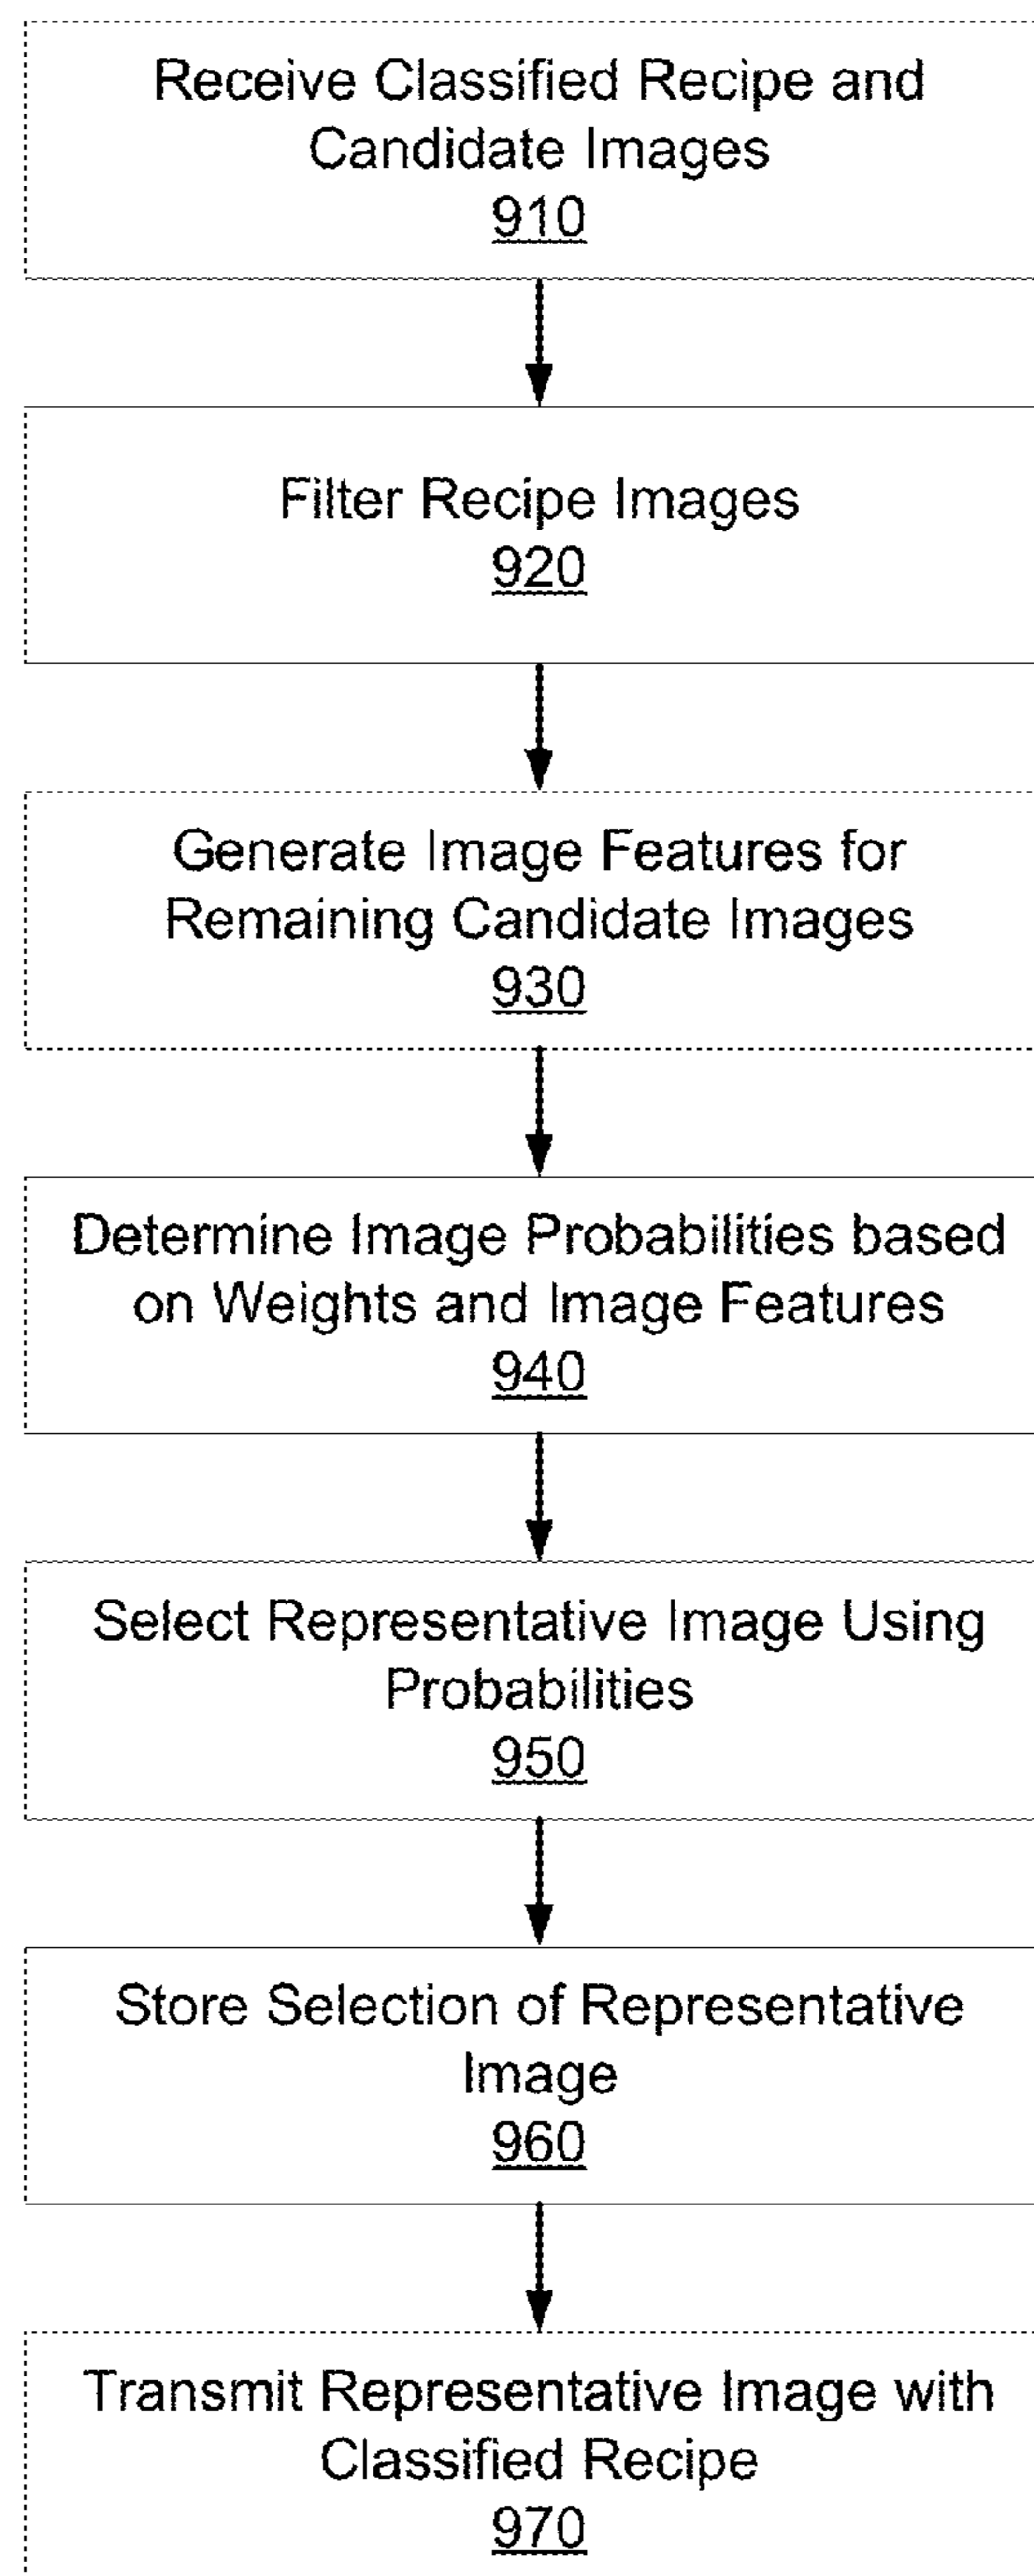 Receive Classified Recipe and
Candidate Images
910
Filter Recipe Images
920
Generate Image Features for
Remaining Candidate Images
930
Determine Image Probabilities based
on Weights and Image Features
940
Select Representative Image Using
Probabilities
950
Store Selection of Representative
Image
960
Transmit Representative Image with
Classified Recipe
970